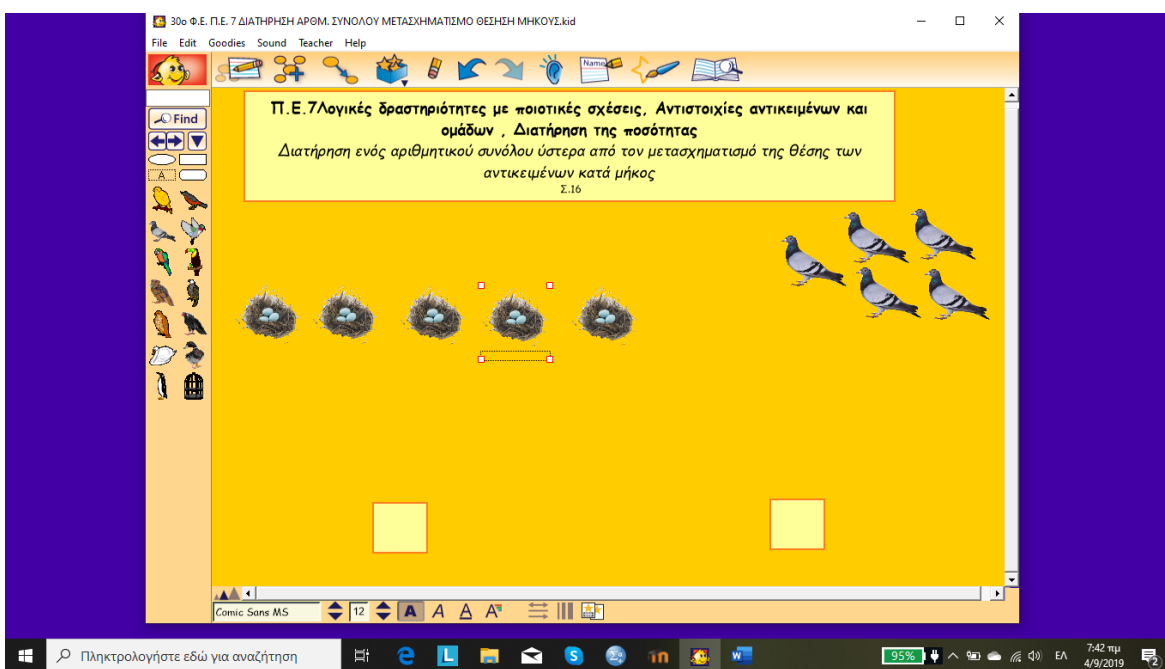 30ο Φ.Ε. Π.Ε. 7 ΔΙΑΤΗΡΗΣΗ ΑΡΘΜ. ΣΥΝΟΛΟΥ ΜΕΤΑΣΧΗΜΑΤΙΣΜΟ ΘΕΣΗΣΗ ΜΗΚΟΥΣ.kid
File Edit Goodies Sound Teacher Help
Name
Find
A
Π.Ε.7Λογικές δραστηριότητες με ποιοτικές σχέσεις, Αντιστοιχίες αντικειμένων και
ομάδων , Διατήρηση της ποσότητας
Διατήρηση ενός αριθμητικού συνόλου ύστερα από τον μετασχηματισμό της θέσης των
αντικειμένων κατά μήκος
Σ.16
Comic Sans MS 12 A A A A
Πληκτρολογήστε εδώ για αναζήτηση
L S W
95% ΕΛ 7:42 πμ
4/9/2019
2